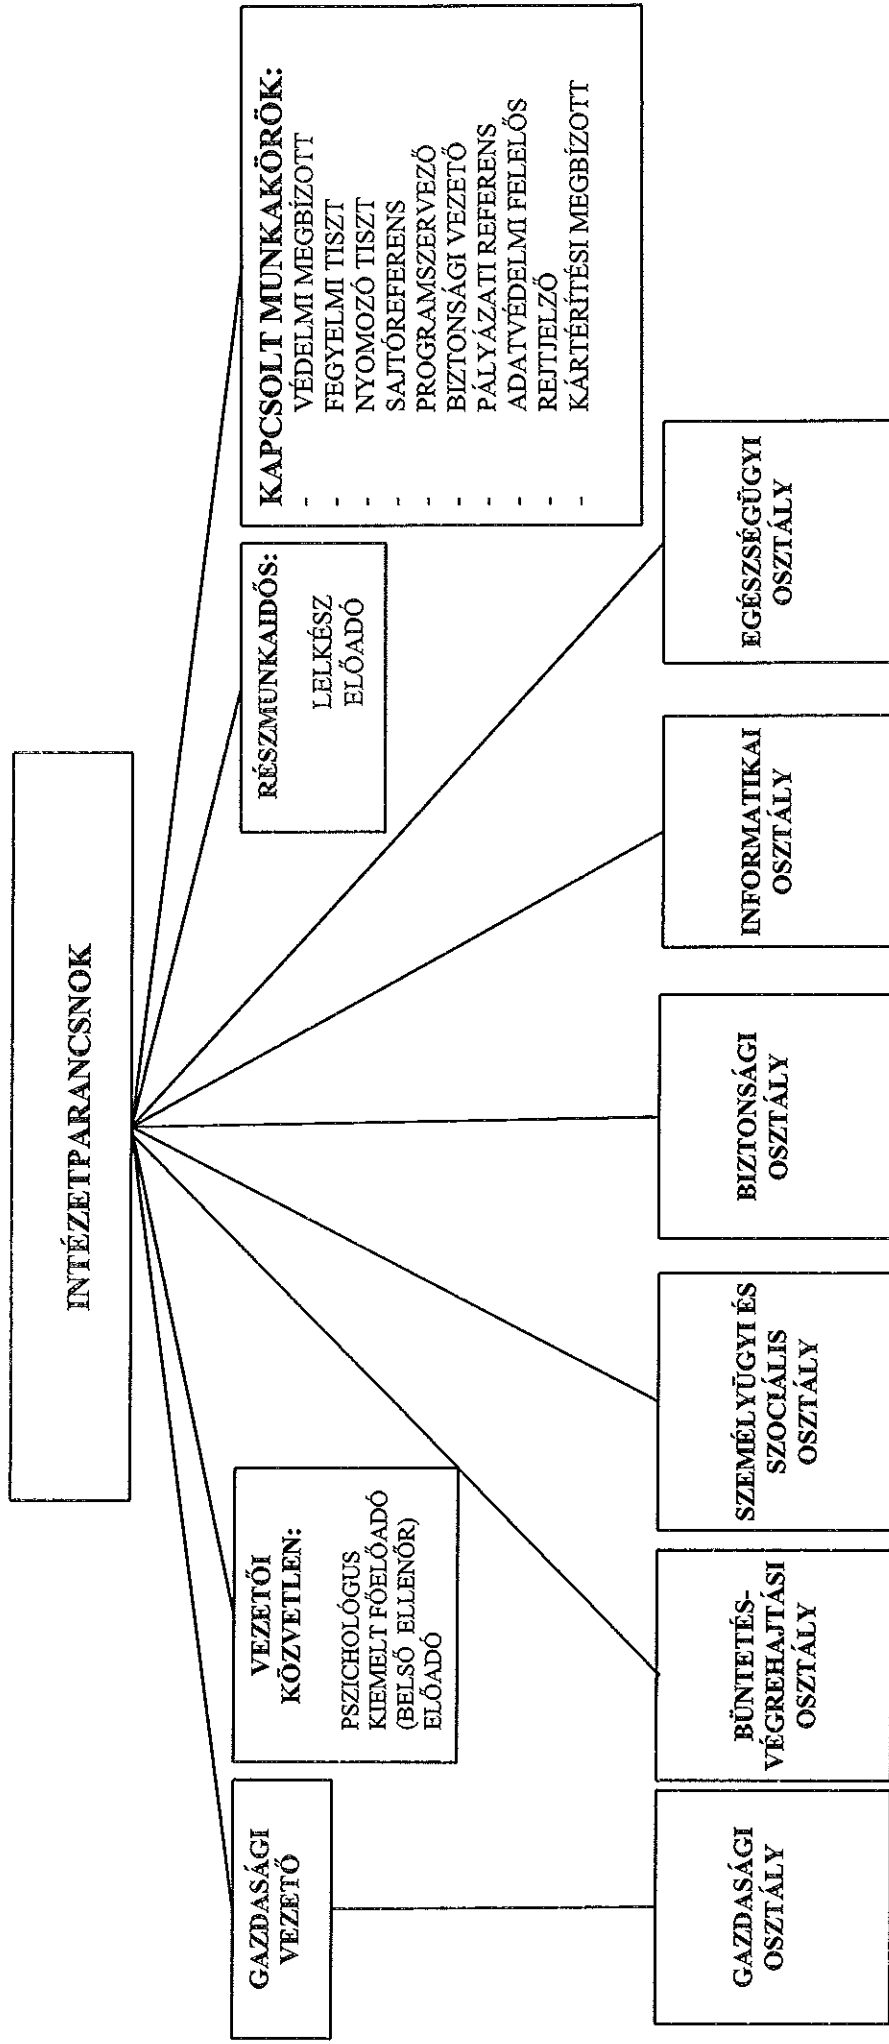 INTÉZETPARANCSNOK
GAZDASÁGI
VEZETŐ
VEZETŐI
KÖZVETLEN:
PSZICHOLÓGUS
KIEMELT FŐELŐADÓ
(BELSŐ ELLENŐR)
ELŐADÓ
RÉSZMUNKAIDŐS:
LELKÉSZ
ELŐADÓ
KAPCSOLT MUNKAKÖRÖK:
- VÉDELMI MEGBÍZOTT
- FEGYELMI TISZT
- NYOMOZÓ TISZT
- SAJTÓREFERENS
- PROGRAMSZERVEZŐ
- BIZTONSÁGI VEZETŐ
- PÁLYÁZATI REFERENS
- ADATVÉDELMI FELELŐS
- REJTJELZŐ
- KÁRTÉRÍTÉSI MEGBÍZOTT
GAZDASÁGI
OSZTÁLY
BÜNTETÉS-
VÉGREHAJTÁSI
OSZTÁLY
SZEMÉLYÜGYI ÉS
SZOCIÁLIS
OSZTÁLY
BIZTONSÁGI
OSZTÁLY
INFORMATIKAI
OSZTÁLY
EGÉSZSÉGÜGYI
OSZTÁLY